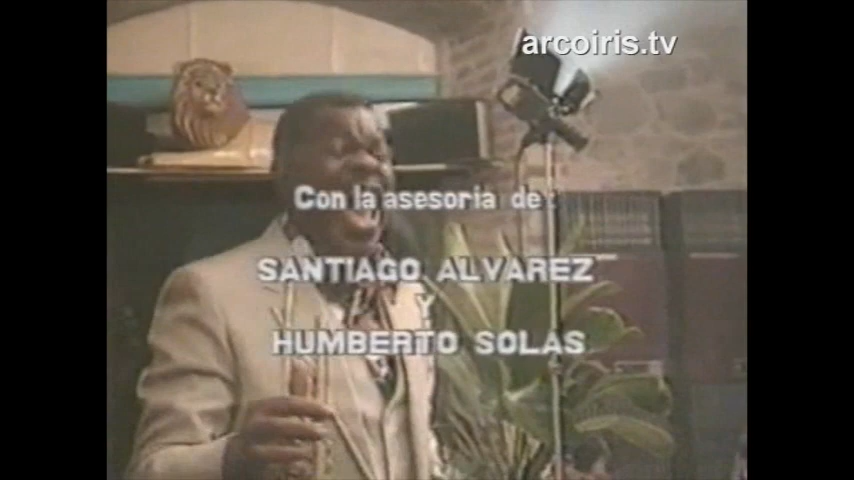 arcoiris.tv
Con la asesoria de :
SANTIAGO ALVAREZ
Y
HUMBERTO SOLAS